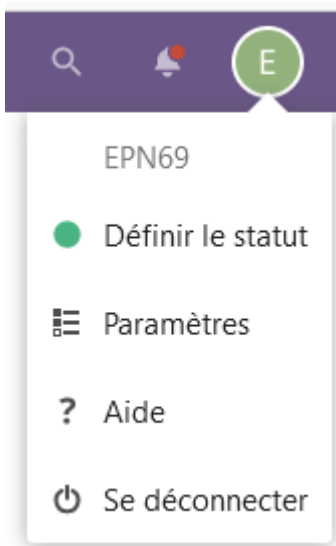 E
EPN69
Définir le statut
Paramètres
? Aide
Se déconnecter